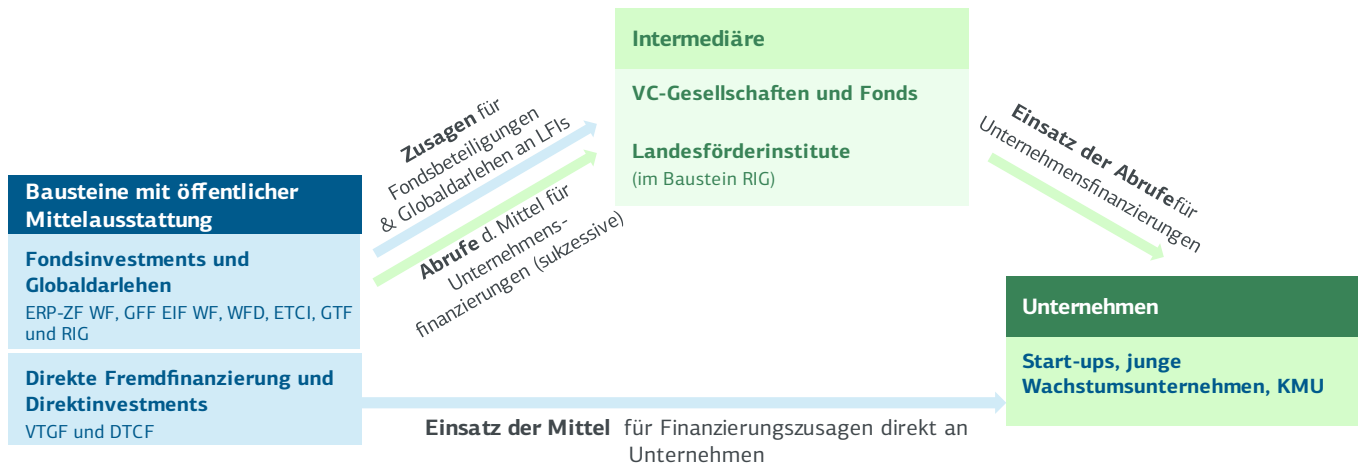 Bausteine mit öffentlicher
Mittelausstattung
Fondsinvestments und
Globaldarlehen
ERP-ZF WF, GFF EIF WF, WFD, ETCI, GTF
und RIG
Direkte Fremdfinanzierung und
Direktinvestments
VTGF und DTCF
Zusagen für
Fondsbeteiligungen
& Globaldarlehen an LFIs
Abrufe d. Mittel für
Unternehmens-
finanzierungen (sukzessive)
Intermediäre
VC-Gesellschaften und Fonds
Landesförderinstitute
(im Baustein RIG)
Einsatz der Abrufefür
Unternehmensfinanzierungen
Unternehmen
Start-ups, junge
Wachstumsunternehmen, KMU
Einsatz der Mittel für Finanzierungszusagen direkt an
Unternehmen